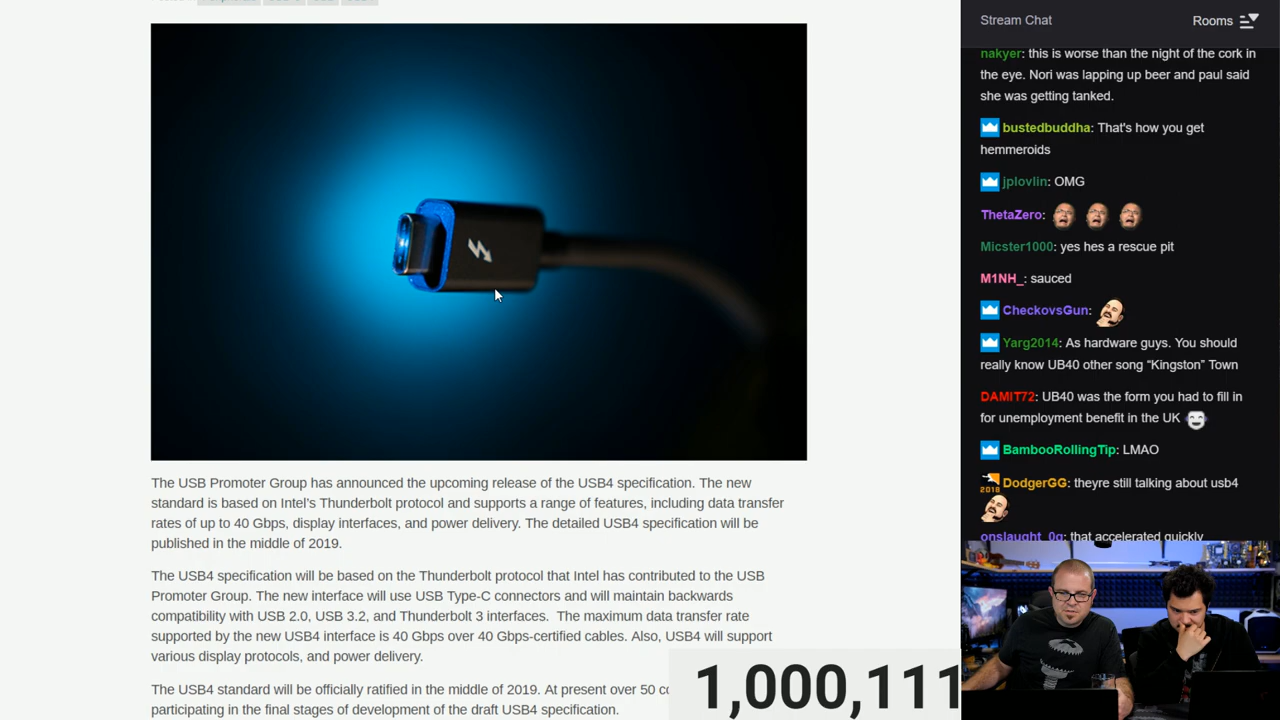 Stream Chat
Rooms
nakyer: this is worse than the night of the cork in
the eye. Nori was lapping up beer and paul said
she was getting tanked.
bustedbuddha: That's how you get
hemmeroids
jplovlin: OMG
ThetaZero:
Micster1000: yes hes a rescue pit
M1NH_: sauced
CheckovsGun:
Yarg2014: As hardware guys. You should
really know UB40 other song “Kingston” Town
DAMIT72: UB40 was the form you had to fill in
for unemployment benefit in the UK
BambooRollingTip: LMAO
2018 DodgerGG: theyre still talking about usb4
onslaught_0g: that accelerated quickly
The USB Promoter Group has announced the upcoming release of the USB4 specification. The new
standard is based on Intel's Thunderbolt protocol and supports a range of features, including data transfer
rates of up to 40 Gbps, display interfaces, and power delivery. The detailed USB4 specification will be
published in the middle of 2019.
The USB4 specification will be based on the Thunderbolt protocol that Intel has contributed to the USB
Promoter Group. The new interface will use USB Type-C connectors and will maintain backwards
compatibility with USB 2.0, USB 3.2, and Thunderbolt 3 interfaces. The maximum data transfer rate
supported by the new USB4 interface is 40 Gbps over 40 Gbps-certified cables. Also, USB4 will support
various display protocols, and power delivery.
The USB4 standard will be officially ratified in the middle of 2019. At present over 50
participating in the final stages of development of the draft USB4 specification.
1,000,111